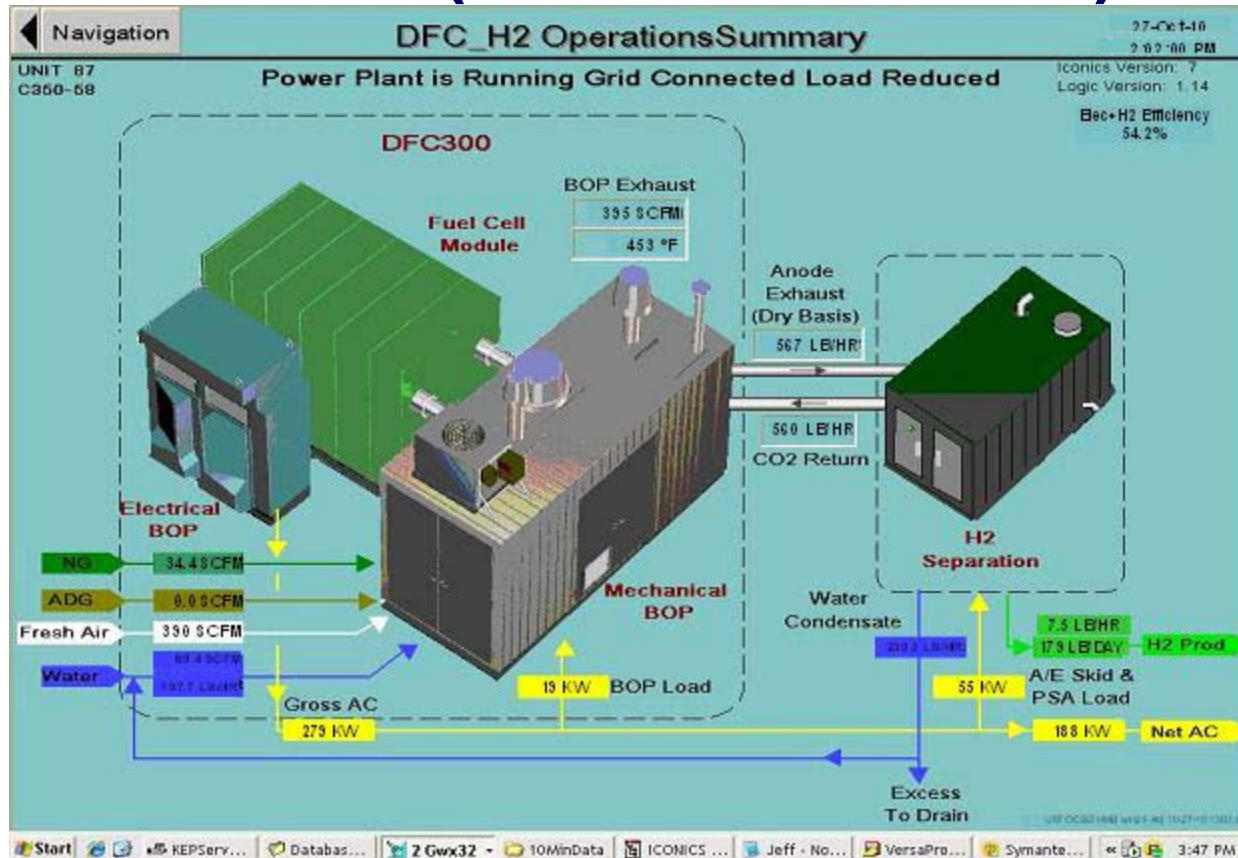 Navigation
DFC_H2 OperationsSummary
27-Oct-10
2:02:00 PM
UNIT 87
C350-58
Power Plant is Running Grid Connected Load Reduced
Iconics Version: 7
Logic Version: 1.14
Elec+H2 Efficiency
54.2%
DFC300
BOP Exhaust
395 SCFM
453 °F
Fuel Cell
Module
Anode
Exhaust
(Dry Basis)
567 LB/HR
560 LB/HR
CO2 Return
Electrical
BOP
H2
Separation
NG
34.4 SCFM
ADG
0.0 SCFM
Fresh Air
390 SCFM
Water
Mechanical
BOP
Water
Condensate
7.5 LB/HR
179 LB/DAY
H2 Prod
19 KW
BOP Load
55 KW
A/E Skid &
PSA Load
Gross AC
279 KW
188 KW
Net AC
Excess
To Drain
Start
KEPServ...
Databas...
2 Gwx32
10MinData
ICONICS ...
Jeff - No...
VersaPro...
Symante...
3:47 PM